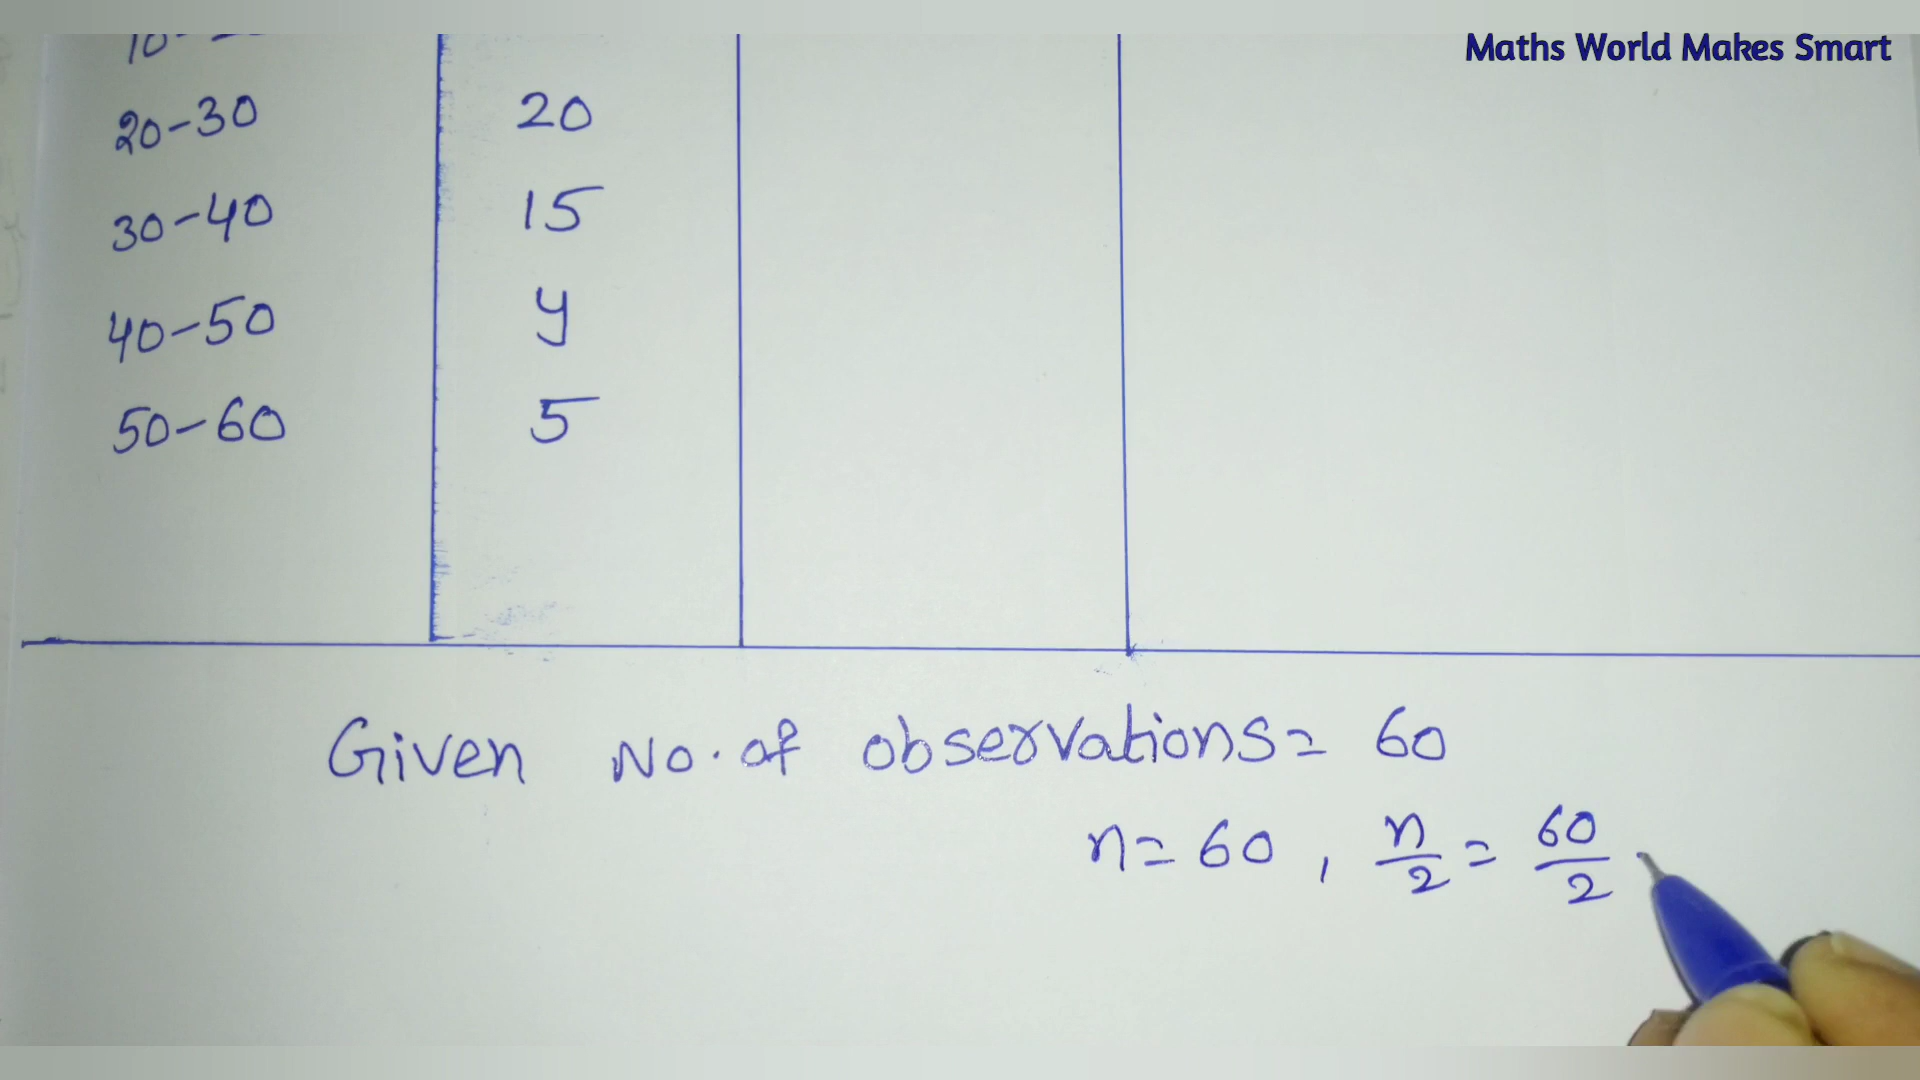 Maths World Makes Smart
20-30 20
30-40 15
40-50 y
50-60 5
Given No. of observations = 60
n = 60 , n/2 = 60/2